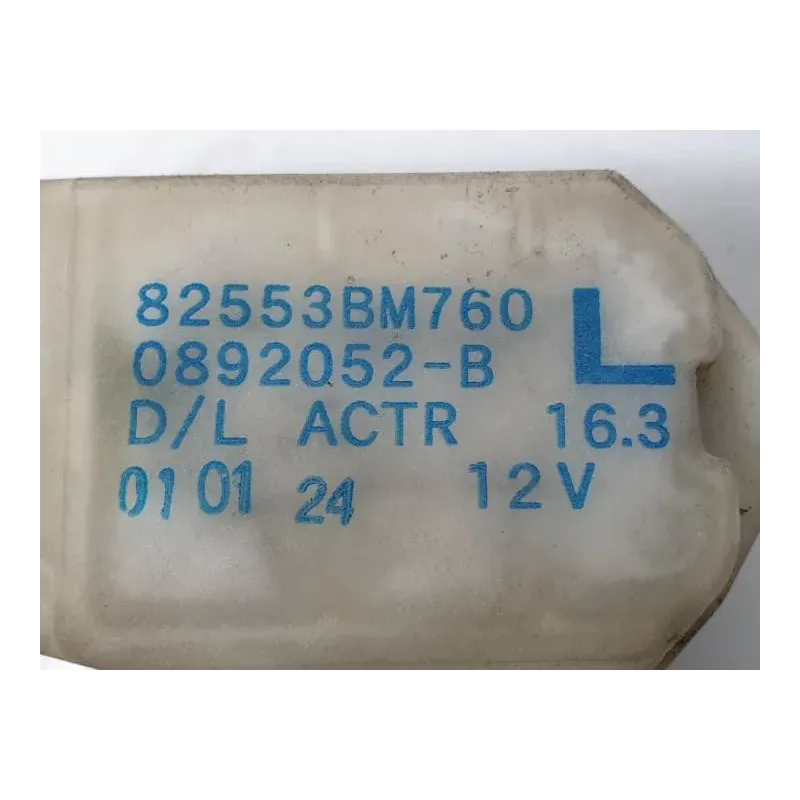 82553BM760 L
0892052-B
D/L ACTR 16.3
01 01 24 12V